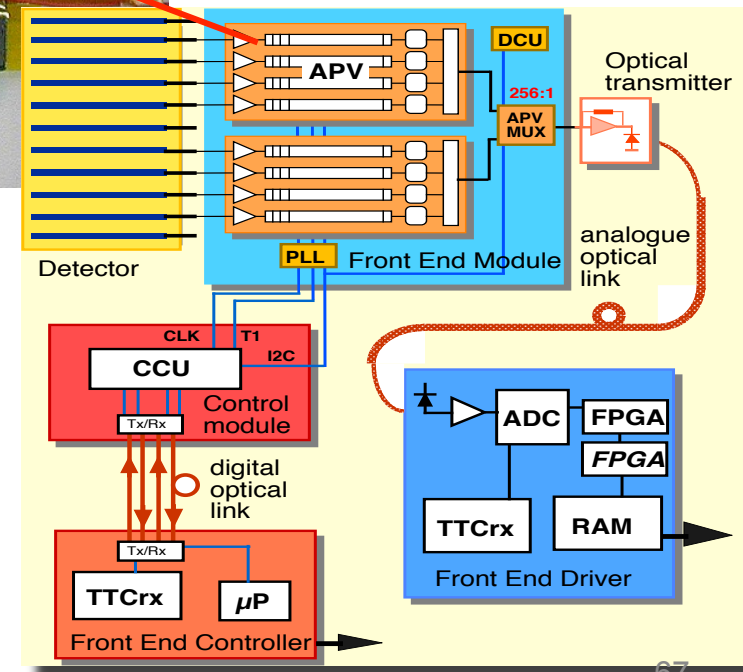 DCU
APV
256:1
APV
MUX
Optical
transmitter
PLL
Front End Module
Detector
analogue
optical
link
CLK
T1
I2C
CCU
Control
module
Tx/Rx
digital
optical
link
Tx/Rx
TTCrx
µP
Front End Controller
ADC
FPGA
FPGA
TTCrx
RAM
Front End Driver
67